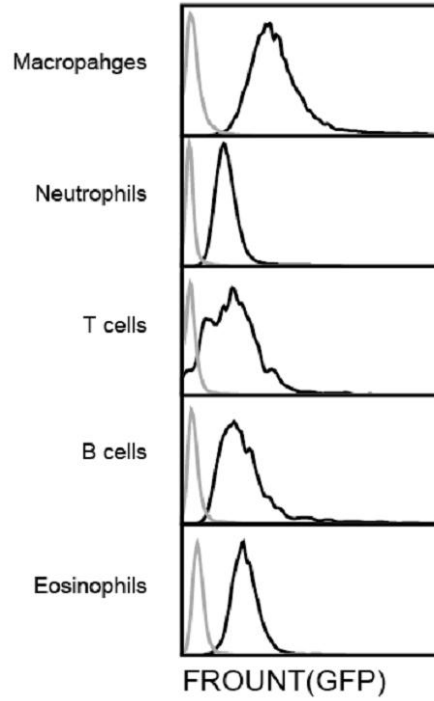 Macropahges
Neutrophils
T cells
B cells
Eosinophils
FROUNT(GFP)